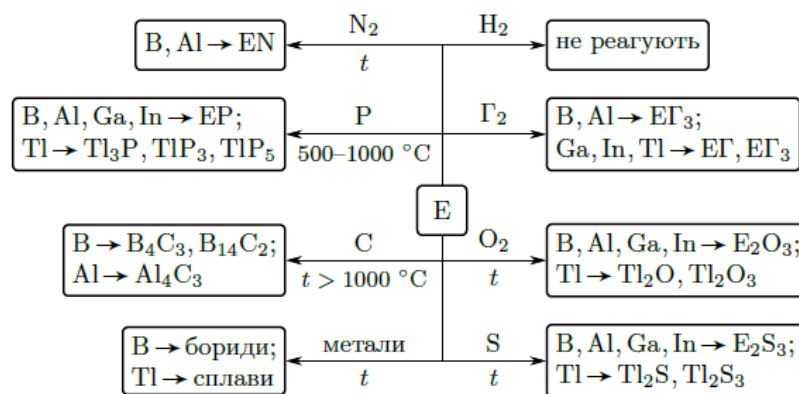 B, Al → EN
N₂
t
H₂
не реагують
B, Al, Ga, In → EP;
Tl → Tl₃P, TlP₃, TlP₅
P
500–1000 °C
Г₂
B, Al → EГ₃;
Ga, In, Tl → EГ, EГ₃
E
B → B₄C₃, B₁₄C₂;
Al → Al₄C₃
C
t > 1000 °C
O₂
t
B, Al, Ga, In → E₂O₃;
Tl → Tl₂O, Tl₂O₃
B → бориди;
Tl → сплави
метали
t
S
t
B, Al, Ga, In → E₂S₃;
Tl → Tl₂S, Tl₂S₃